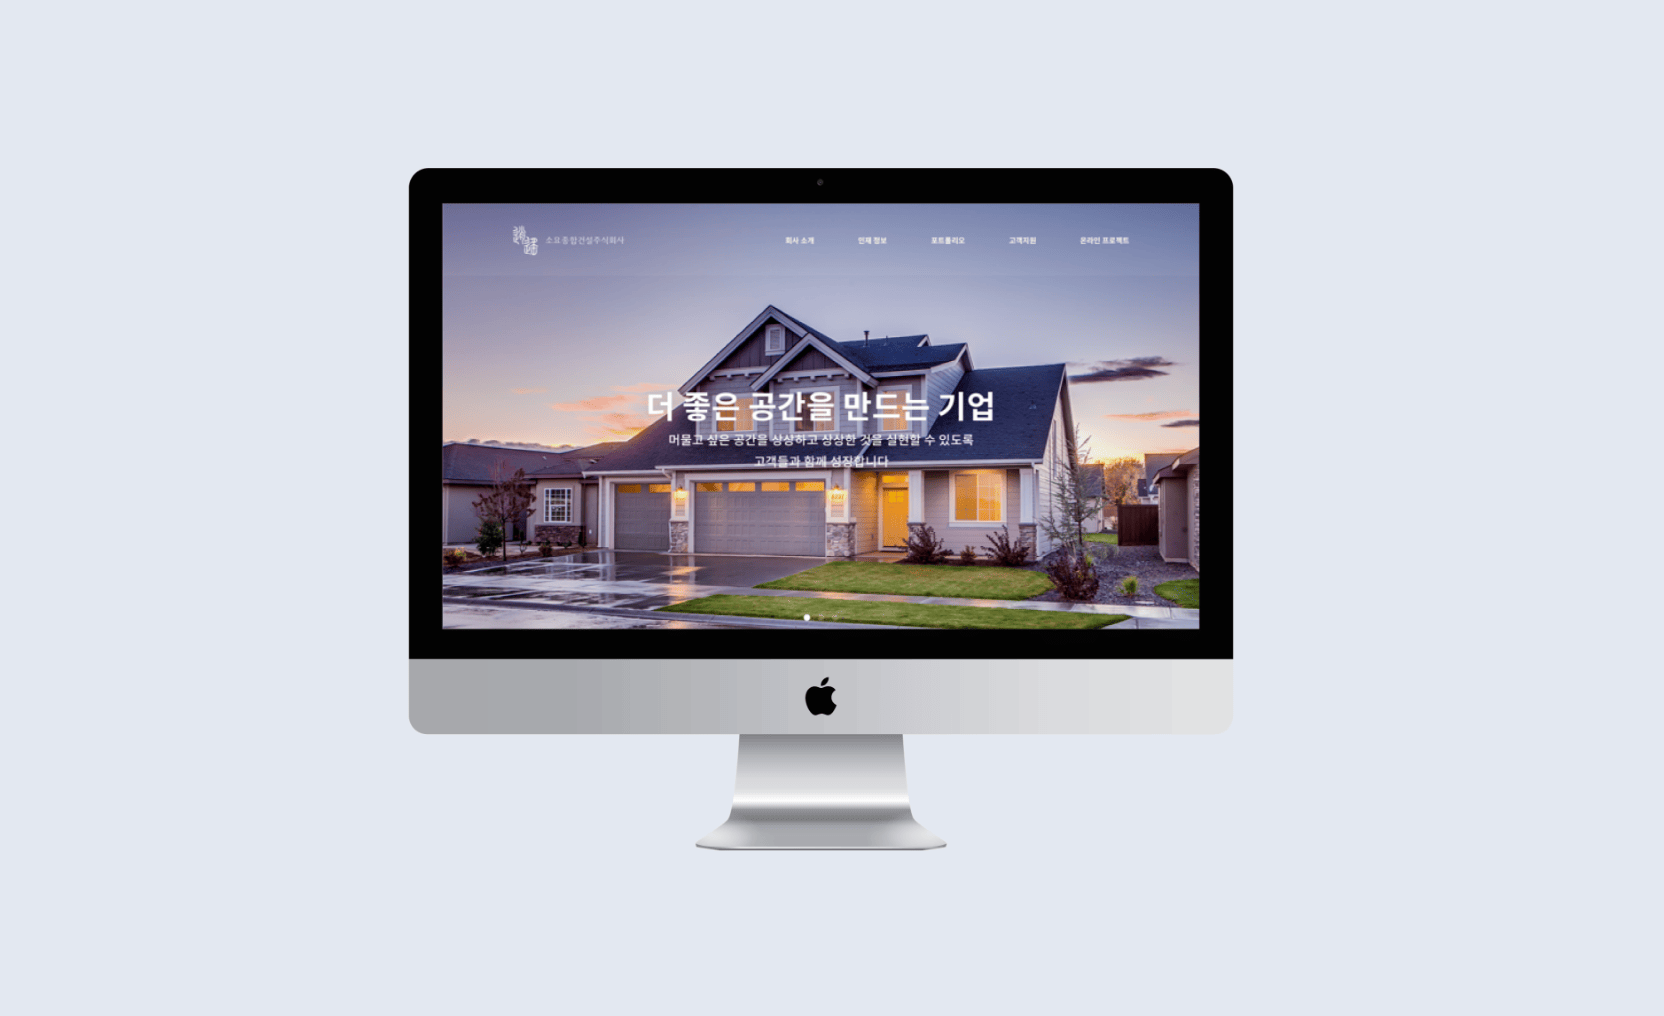 소요종합건설주식회사
회사 소개 인재 정보 포트폴리오 고객지원 온라인 프로젝트
더 좋은 공간을 만드는 기업
머물고 싶은 공간을 상상하고 상상한 것을 실현할 수 있도록
고객들과 함께 성장합니다